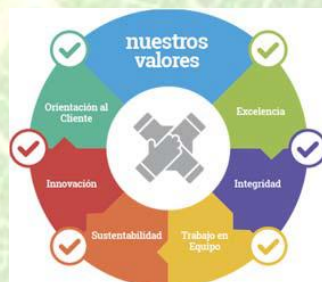 nuestros
valores
Orientación al
Cliente
Excelencia
Innovación
Integridad
Sustentabilidad
Trabajo en
Equipo